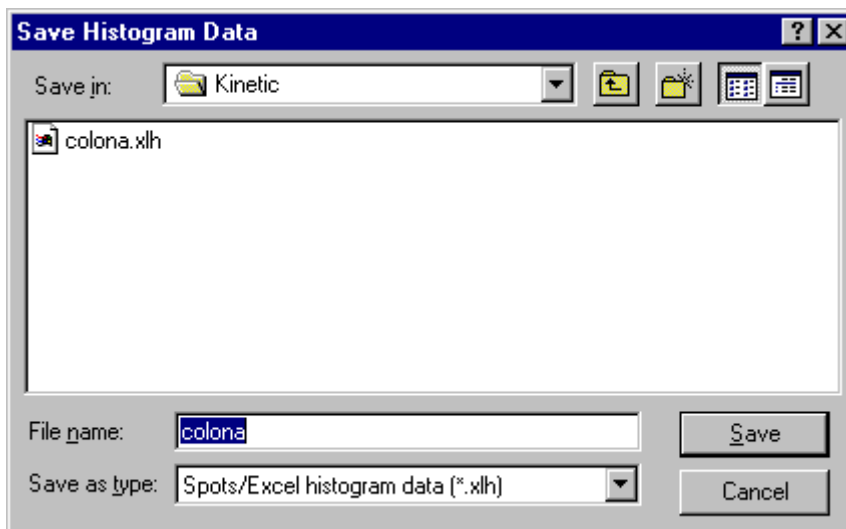 Save Histogram Data
Save in: Kinetic
colona.xlh
File name: colona Save
Save as type: Spots/Excel histogram data (*.xlh) Cancel